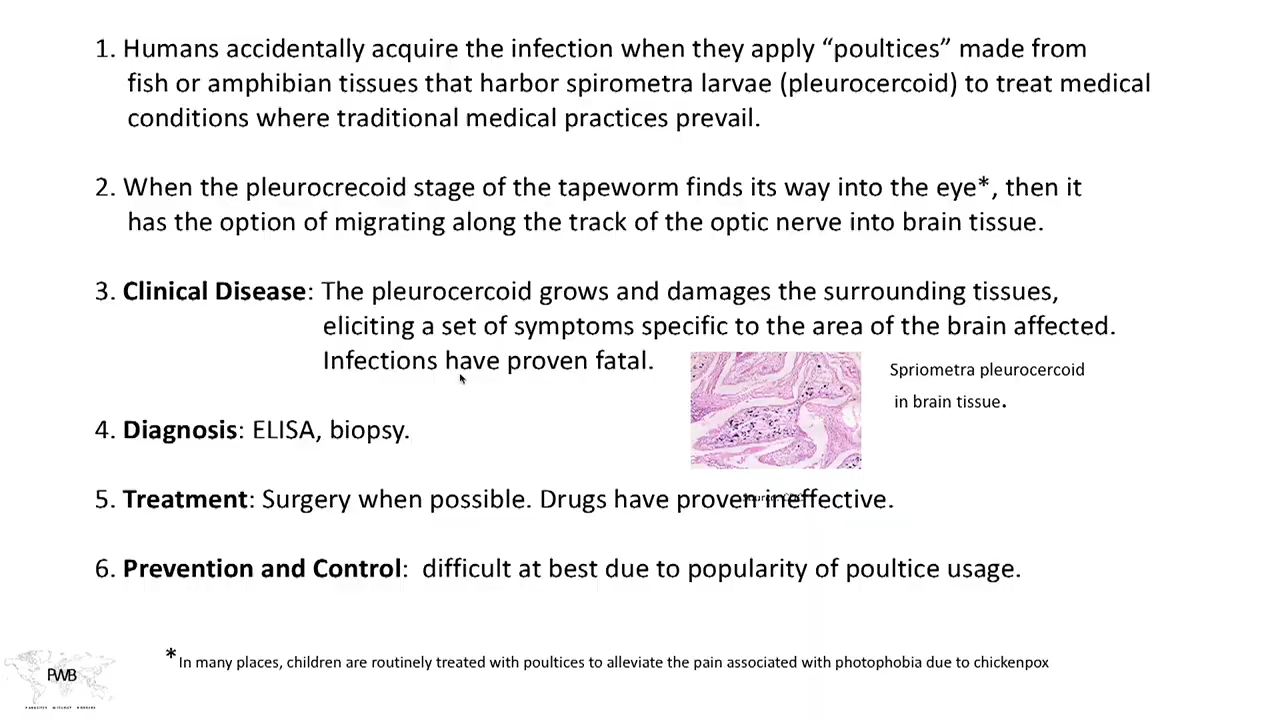 1. Humans accidentally acquire the infection when they apply “poultices” made from
fish or amphibian tissues that harbor spirometra larvae (pleurocercoid) to treat medical
conditions where traditional medical practices prevail.
2. When the pleurocrecoid stage of the tapeworm finds its way into the eye*, then it
has the option of migrating along the track of the optic nerve into brain tissue.
3. Clinical Disease: The pleurocercoid grows and damages the surrounding tissues,
eliciting a set of symptoms specific to the area of the brain affected.
Infections have proven fatal.
Spriometra pleurocercoid
in brain tissue.
4. Diagnosis: ELISA, biopsy.
5. Treatment: Surgery when possible. Drugs have proven ineffective.
6. Prevention and Control: difficult at best due to popularity of poultice usage.
*In many places, children are routinely treated with poultices to alleviate the pain associated with photophobia due to chickenpox
PWB
PARASITES WITHOUT BORDERS